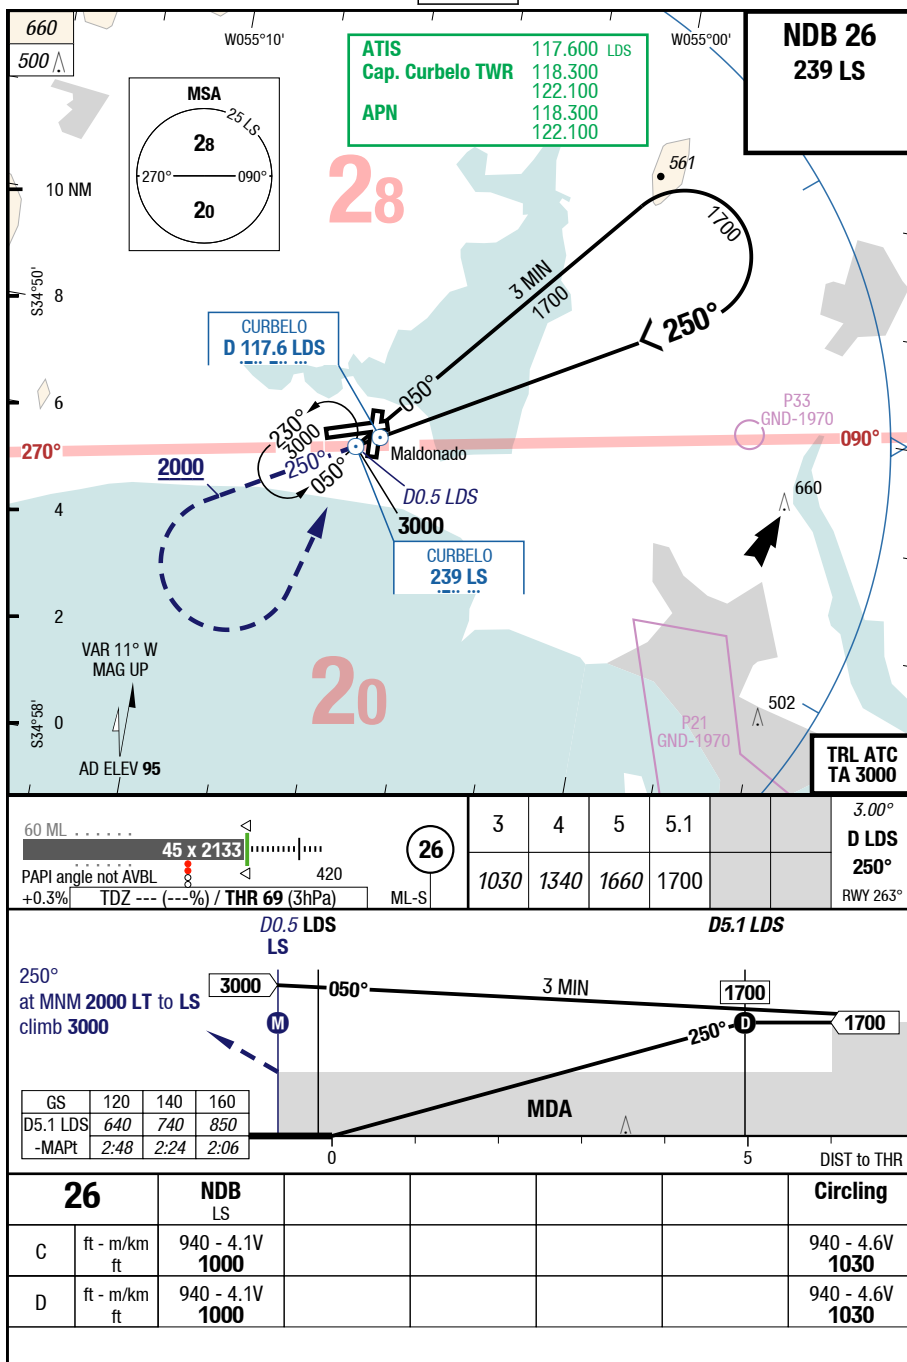 660
500
W055°10'
W055°00'
NDB 26
239 LS
ATIS 117.600 LDS
Cap. Curbelo TWR 118.300
122.100
APN 118.300
122.100
MSA
25 LS
28
270° 090°
20
10 NM
28
561
1700
3 MIN
1700
S34°50'
8
CURBELO
D 117.6 LDS
250°
050°
6
P33
GND-1970
230°
3000
270°
090°
Maldonado
250°
2000
050°
D0.5 LDS
660
4
3000
CURBELO
239 LS
2
VAR 11° W
MAG UP
20
502
S34°58'
0
P21
GND-1970
AD ELEV 95
TRL ATC
TA 3000
60 ML
45 x 2133
PAPI angle not AVBL
420
+0.3%
TDZ --- (---%) / THR 69 (3hPa)
26
ML-S
3 4 5 5.1
1030 1340 1660 1700
3.00°
D LDS
250°
RWY 263°
D0.5 LDS
LS
D5.1 LDS
250°
at MNM 2000 LT to LS
climb 3000
3000
050°
3 MIN
1700
M
250°
D
1700
MDA
GS 120 140 160
D5.1 LDS 640 740 850
-MAPt 2:48 2:24 2:06
0
5
DIST to THR
26
NDB
LS
Circling
C
ft - m/km
ft
940 - 4.1V
1000
940 - 4.6V
1030
D
ft - m/km
ft
940 - 4.1V
1000
940 - 4.6V
1030